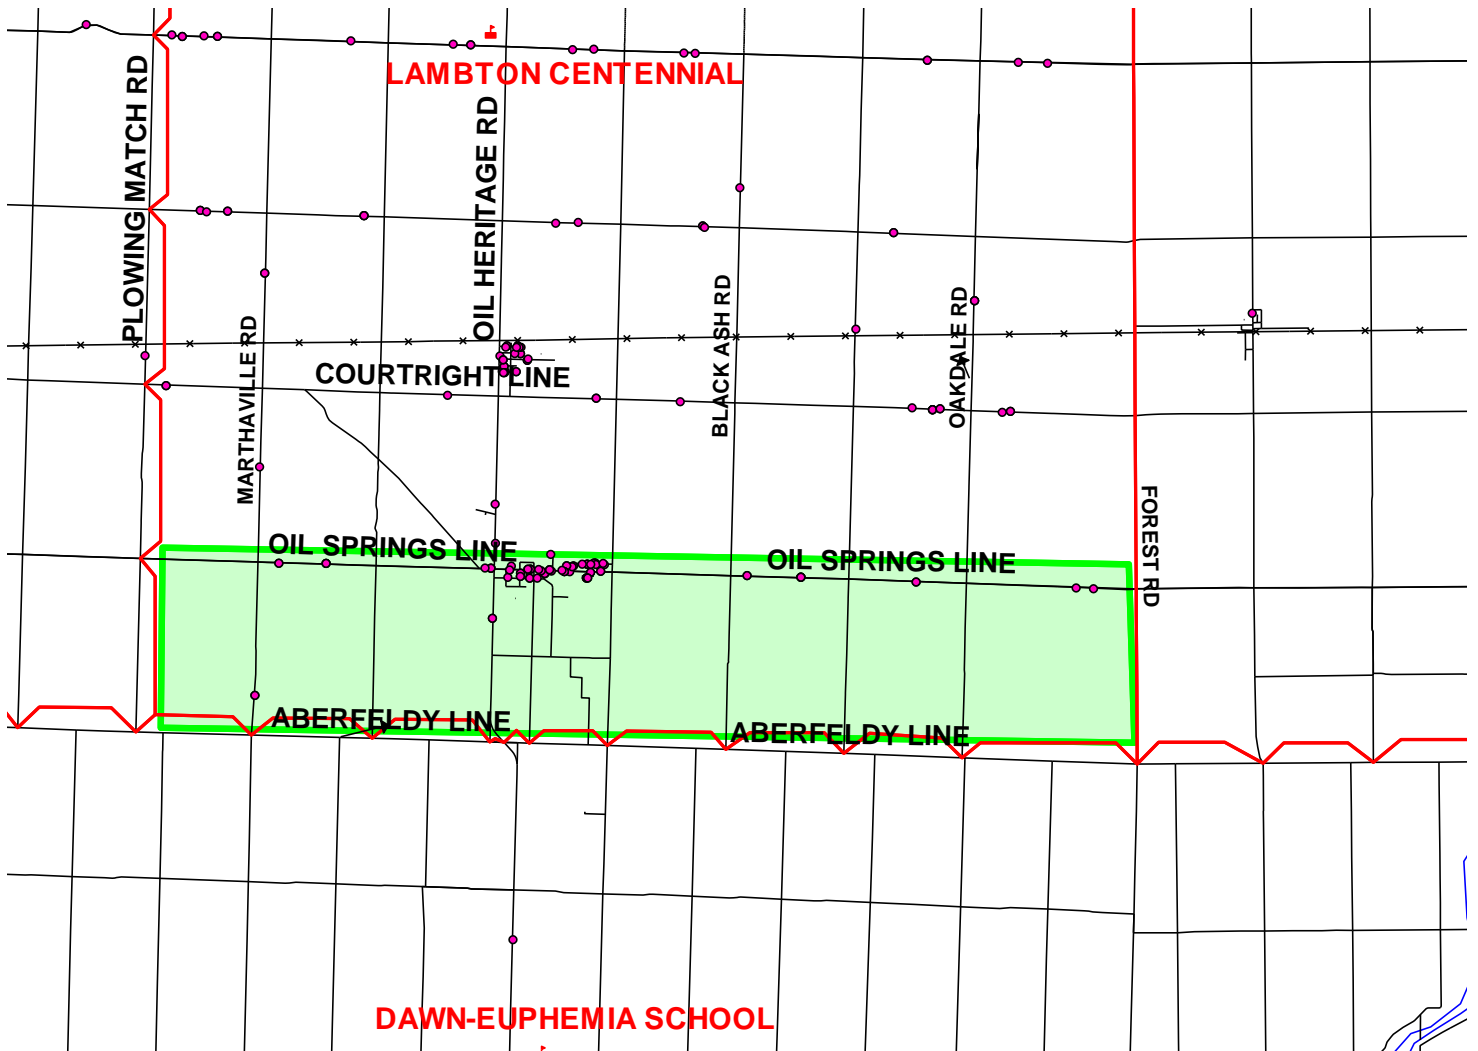 LAMBTON CENTENNIAL
PLOWING MATCH RD
OIL HERITAGE RD
MARTHAVILLE RD
COURTRIGHT LINE
BLACK ASH RD
OAKDALE RD
FOREST RD
OIL SPRINGS LINE
OIL SPRINGS LINE
ABERFELDY LINE
ABERFELDY LINE
DAWN-EUPHEMIA SCHOOL